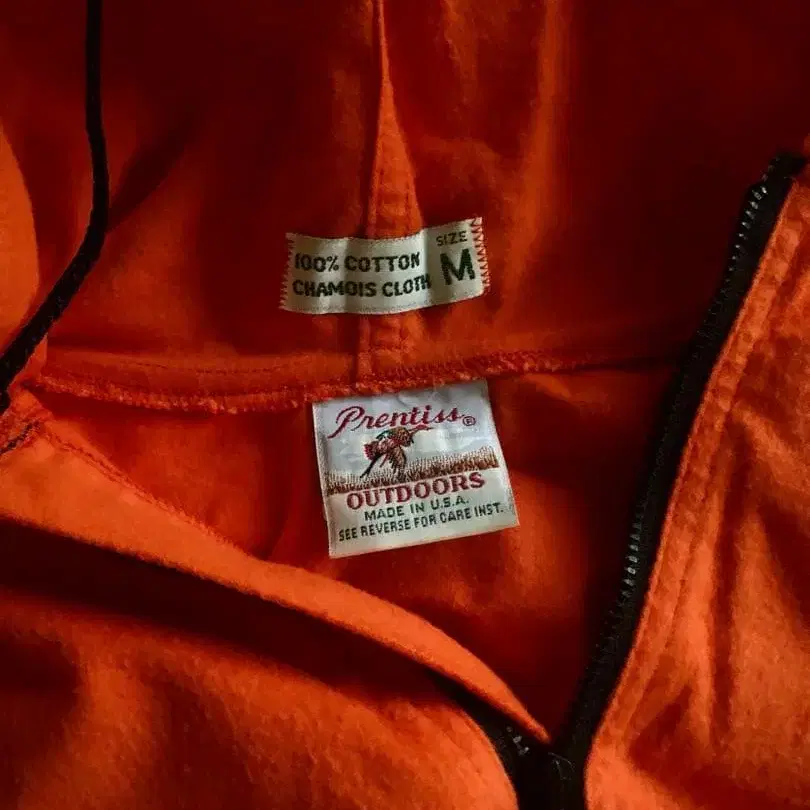 100% COTTON
CHAMOIS CLOTH
SIZE
M
Prentiss®
OUTDOORS
MADE IN U.S.A.
SEE REVERSE FOR CARE INST.